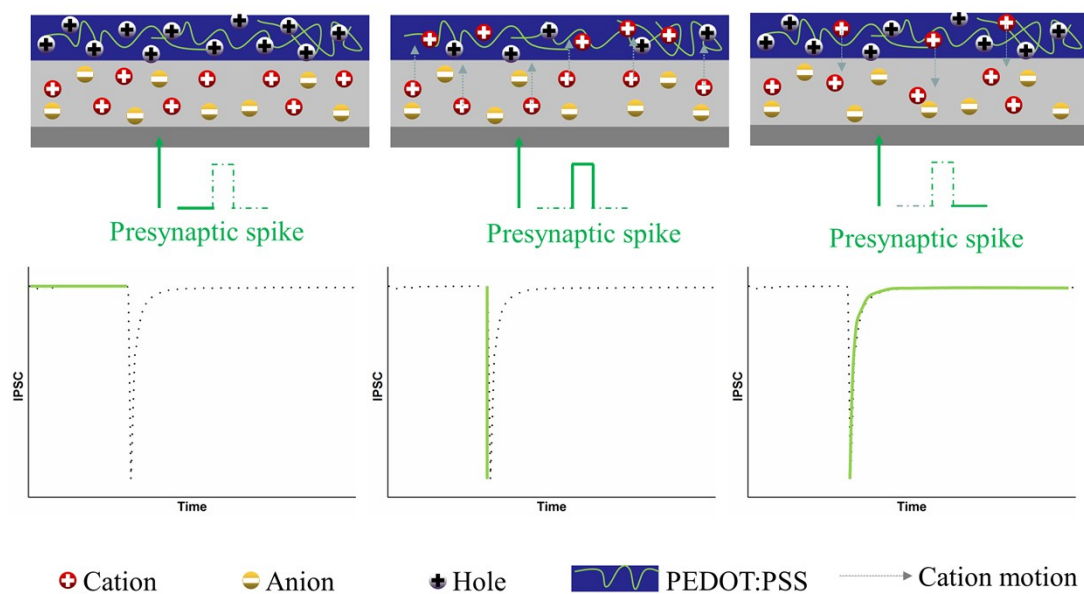 Presynaptic spike
Presynaptic spike
Presynaptic spike
IPSC
Time
IPSC
Time
IPSC
Time
Cation
Anion
Hole
PEDOT:PSS
Cation motion